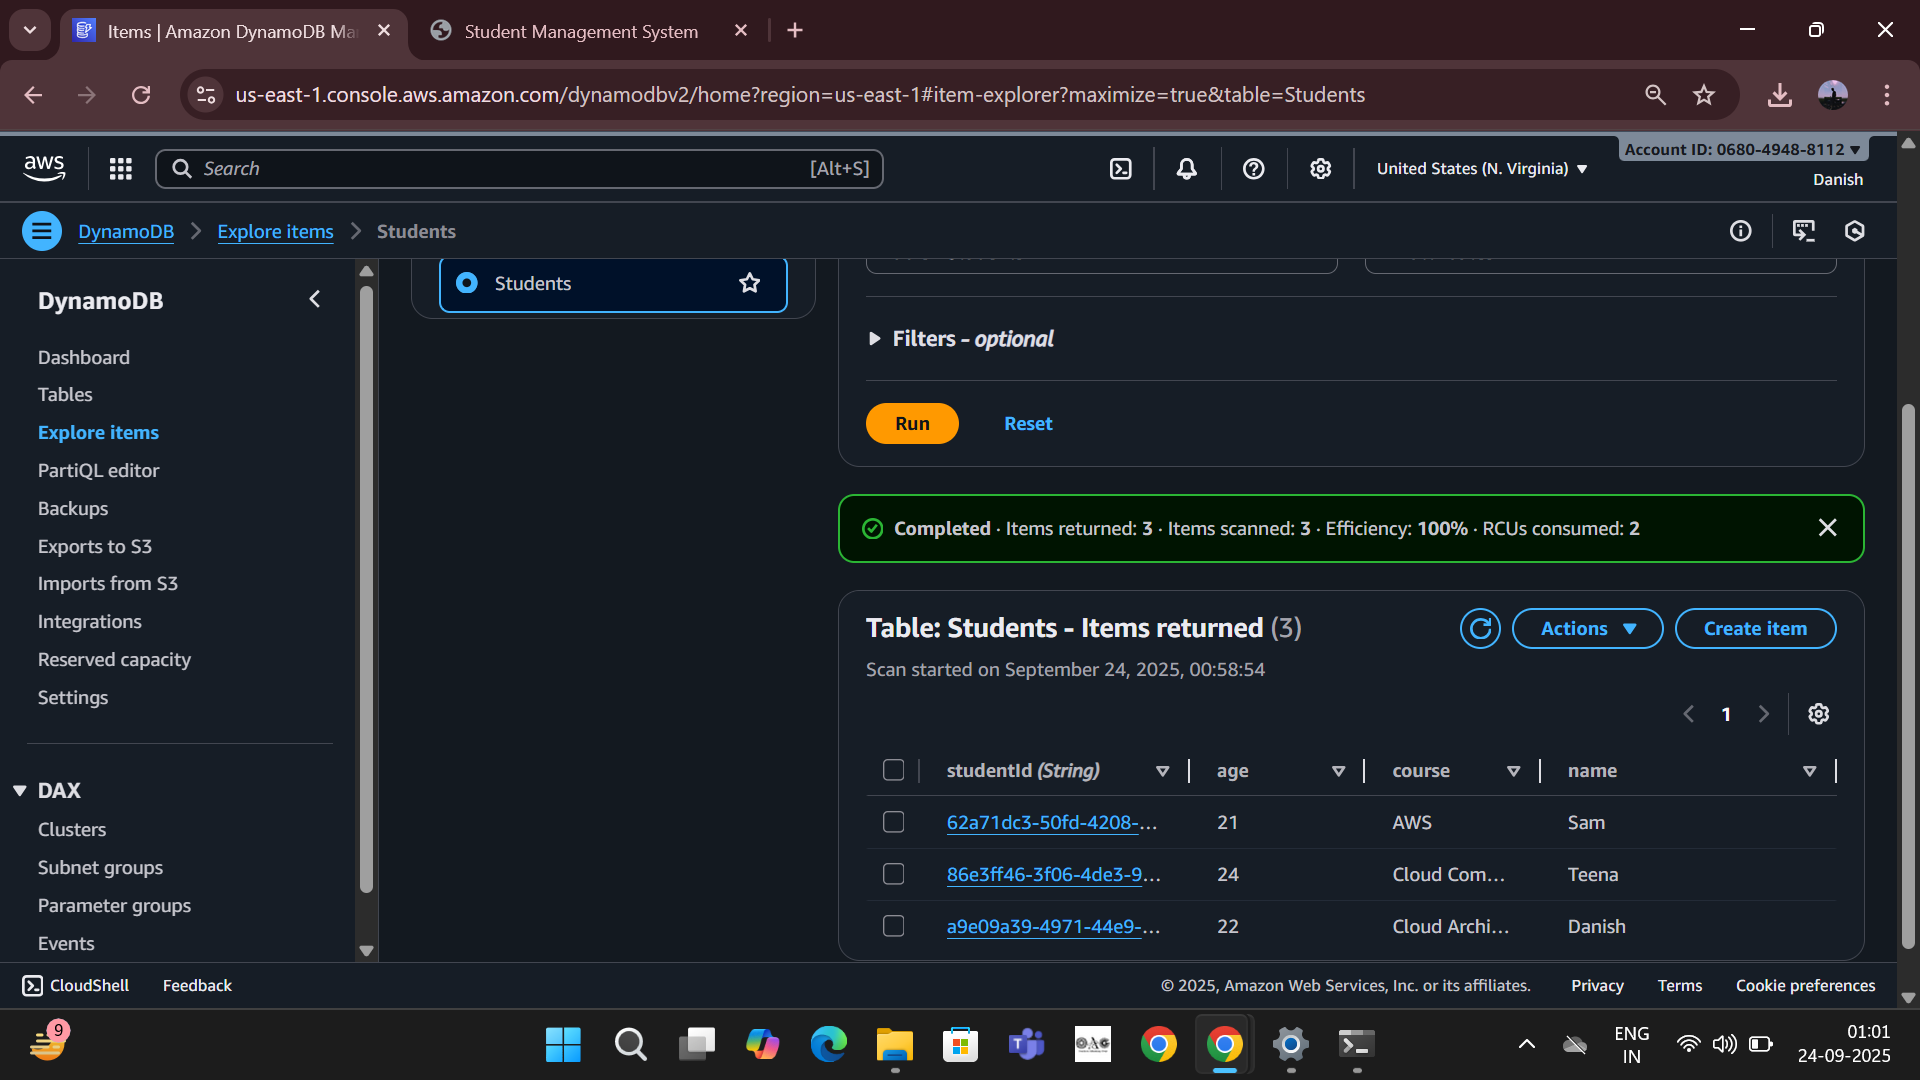 Items | Amazon DynamoDB Ma
Student Management System
us-east-1.console.aws.amazon.com/dynamodbv2/home?region=us-east-1#item-explorer?maximize=true&table=Students
aws
Search
[Alt+S]
United States (N. Virginia)
Account ID: 0680-4948-8112
Danish
DynamoDB
Explore items
Students
DynamoDB
Dashboard
Tables
Explore items
PartiQL editor
Backups
Exports to S3
Imports from S3
Integrations
Reserved capacity
Settings
DAX
Clusters
Subnet groups
Parameter groups
Events
Students
Filters - optional
Run
Reset
Completed · Items returned: 3 · Items scanned: 3 · Efficiency: 100% · RCUs consumed: 2
Table: Students - Items returned (3)
Actions
Create item
Scan started on September 24, 2025, 00:58:54
1
studentId (String) age course name
62a71dc3-50fd-4208-... 21 AWS Sam
86e3ff46-3f06-4de3-9... 24 Cloud Com... Teena
a9e09a39-4971-44e9-... 22 Cloud Archi... Danish
CloudShell
Feedback
© 2025, Amazon Web Services, Inc. or its affiliates.
Privacy
Terms
Cookie preferences
9
OAG
ENG
IN
01:01
24-09-2025